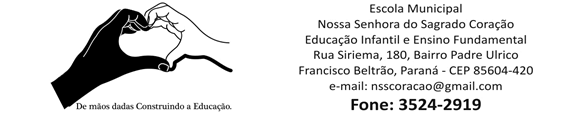 De mãos dadas Construindo a Educação.
Escola Municipal
Nossa Senhora do Sagrado Coração
Educação Infantil e Ensino Fundamental
Rua Siriema, 180, Bairro Padre Ulrico
Francisco Beltrão, Paraná - CEP 85604-420
e-mail: nsscoracao@gmail.com
Fone: 3524-2919